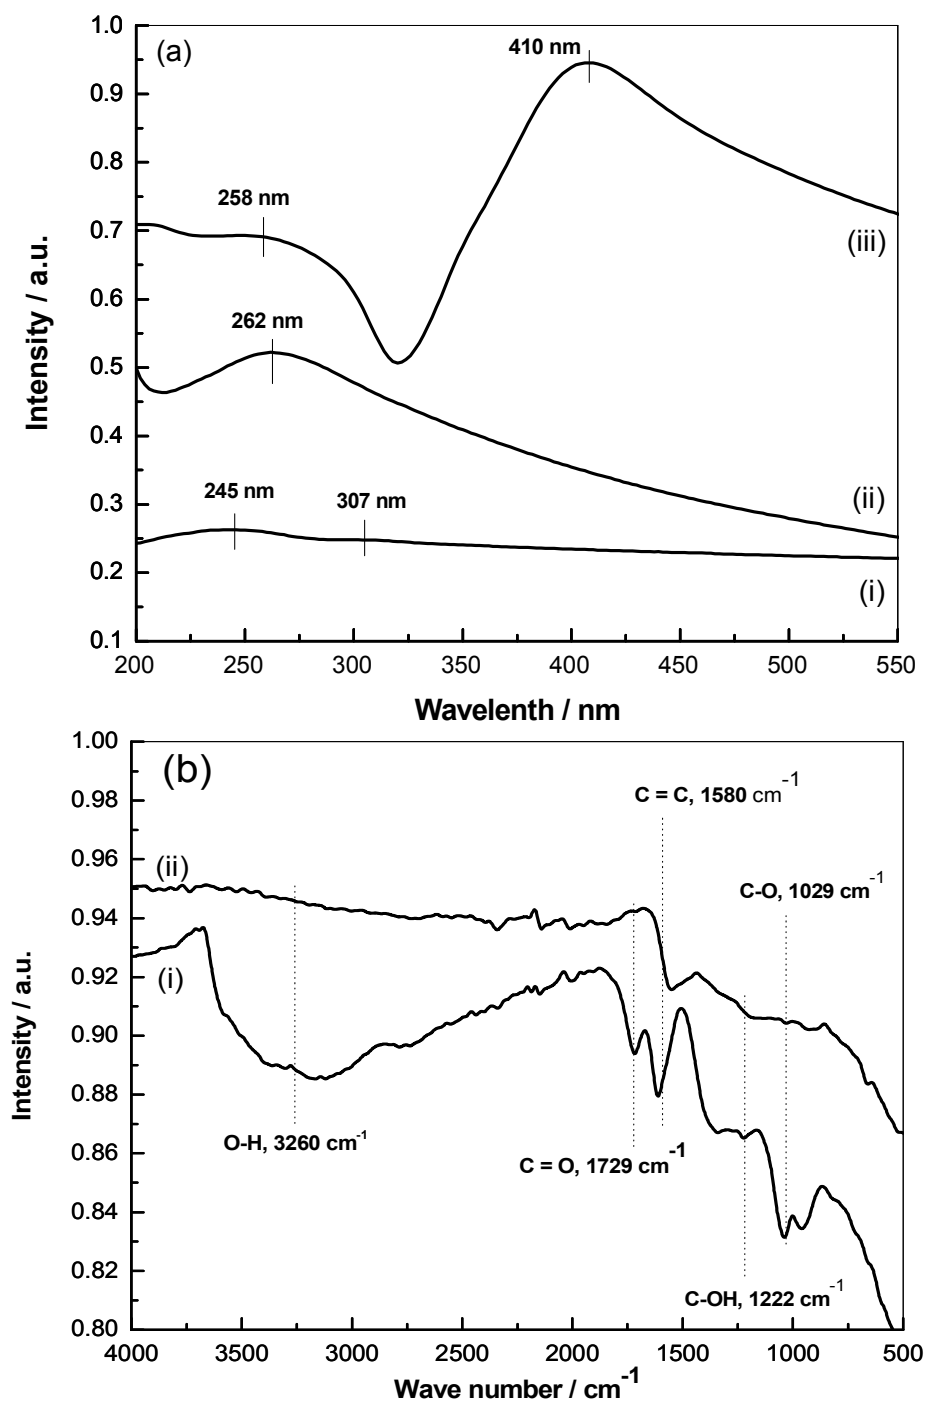 1.0
(a)
410 nm
0.9
0.8
258 nm
0.7
(iii)
0.6
262 nm
0.5
0.4
245 nm
307 nm
(ii)
0.3
0.2
(i)
0.1
200 250 300 350 400 450 500 550
Intensity / a.u.
Wavelenth / nm
1.00
(b)
C = C, 1580 cm-1
0.98
0.96
(ii)
C-O, 1029 cm-1
0.94
0.92
(i)
0.90
0.88
O-H, 3260 cm-1
0.86
C = O, 1729 cm-1
0.84
0.82
C-OH, 1222 cm-1
0.80
4000 3500 3000 2500 2000 1500 1000 500
Intensity / a.u.
Wave number / cm-1